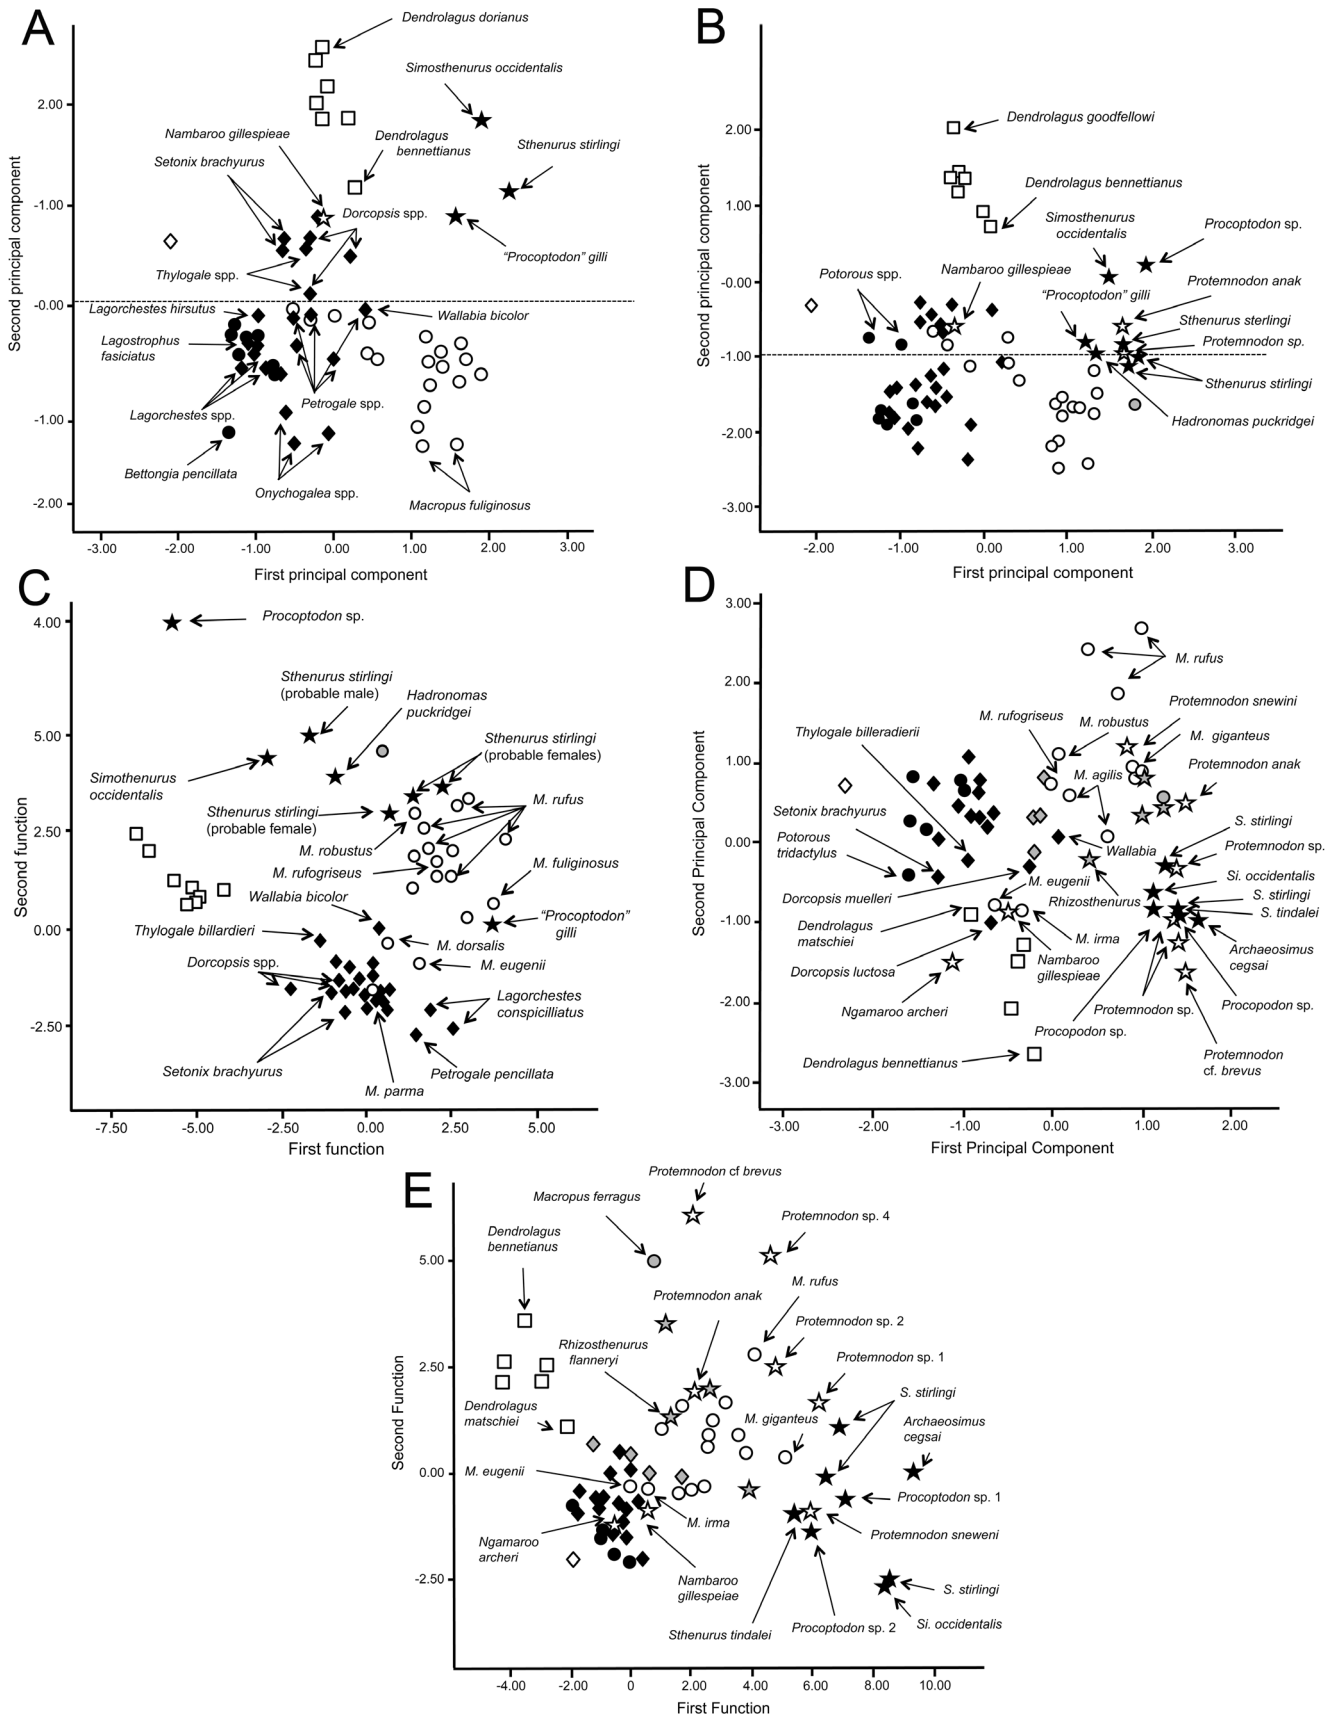 A
Dendrolagus dorianus
Simosthenurus occidentalis
2.00
Nambaroo gillespieae
Dendrolagus
bennettianus
Sthenurus stirlingi
Setonix brachyurus
-1.00
Dorcopsis spp.
"Procoptodon" gilli
Thylogale spp.
-0.00
Lagorchestes hirsutus
Wallabia bicolor
Lagostrophus
fasiciatus
Petrogale spp.
Lagorchestes spp.
-1.00
Bettongia pencillata
Onychogalea spp.
Macropus fuliginosus
-2.00
Second principal component
-3.00 -2.00 -1.00 0.00 1.00 2.00 3.00
First principal component
B
Dendrolagus goodfellowi
2.00
Dendrolagus bennettianus
1.00
Simosthenurus
occidentalis
Procoptodon sp.
Potorous spp.
Nambaroo gillespieae
-0.00
Protemnodon anak
"Procoptodon" gilli
Sthenurus sterlingi
Protemnodon sp.
-1.00
Sthenurus stirlingi
Hadronomas puckridgei
-2.00
-3.00
Second principal component
-2.00 -1.00 0.00 1.00 2.00 3.00
First principal component
C
4.00
Procoptodon sp.
Sthenurus stirlingi
(probable male)
Hadronomas
puckridgei
5.00
Sthenurus stirlingi
(probable females)
Simothenurus
occidentalis
Sthenurus stirlingi
(probable female)
M. rufus
2.50
M. robustus
M. rufogriseus
M. fuliginosus
Wallabia bicolor
"Procoptodon"
gilli
0.00
Thylogale billardieri
M. dorsalis
Dorcopsis spp.
M. eugenii
Lagorchestes
conspicilliatus
-2.50
Setonix brachyurus
Petrogale pencillata
M. parma
Second function
-7.50 -5.00 -2.50 0.00 2.50 5.00
First function
D
3.00
M. rufus
2.00
Protemnodon snewini
M. rufogriseus
M. robustus
Thylogale billeradierii
M. giganteus
1.00
M. agilis
Protemnodon anak
Setonix brachyurus
S. stirlingi
Potorous
tridactylus
0.00
Wallabia
Protemnodon sp.
Si. occidentalis
Dorcopsis muelleri
M. eugenii
Rhizosthenurus
S. stirlingi
S. tindalei
-1.00
Dendrolagus
matschiei
M. irma
Archaeosimus
cegsai
Dorcopsis luctosa
Nambaroo
gillespieae
Ngamaroo archeri
Protemnodon sp.
Procopodon sp.
-2.00
Procopodon sp.
Dendrolagus bennettianus
Protemnodon
cf. brevus
-3.00
Second Principal Component
-3.00 -2.00 -1.00 0.00 1.00 2.00
First Principal Component
E
Protemnodon cf brevus
Macropus ferragus
Protemnodon sp. 4
Dendrolagus
bennetianus
5.00
M. rufus
Protemnodon anak
Protemnodon sp. 2
Rhizosthenurus
flanneryi
Protemnodon sp. 1
2.50
S. stirlingi
Dendrolagus
matschiei
M. giganteus
Archaeosimus
cegsai
0.00
M. eugenii
Procoptodon sp. 1
M. irma
Ngamaroo
archeri
Protemnodon sneweni
Nambaroo
gillespeiae
-2.50
S. stirlingi
Sthenurus tindalei
Procoptodon sp. 2
Si. occidentalis
Second Function
-4.00 -2.00 0 2.00 4.00 6.00 8.00 10.00
First Function